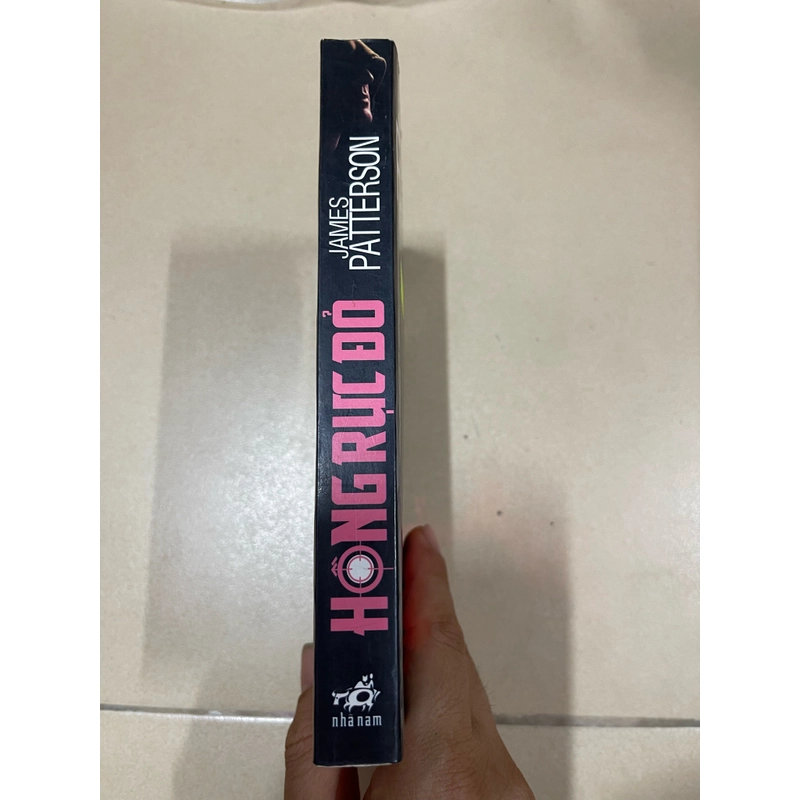 nhã nam
HỒNG RỰC ĐỎ
JAMES
PATTERSON